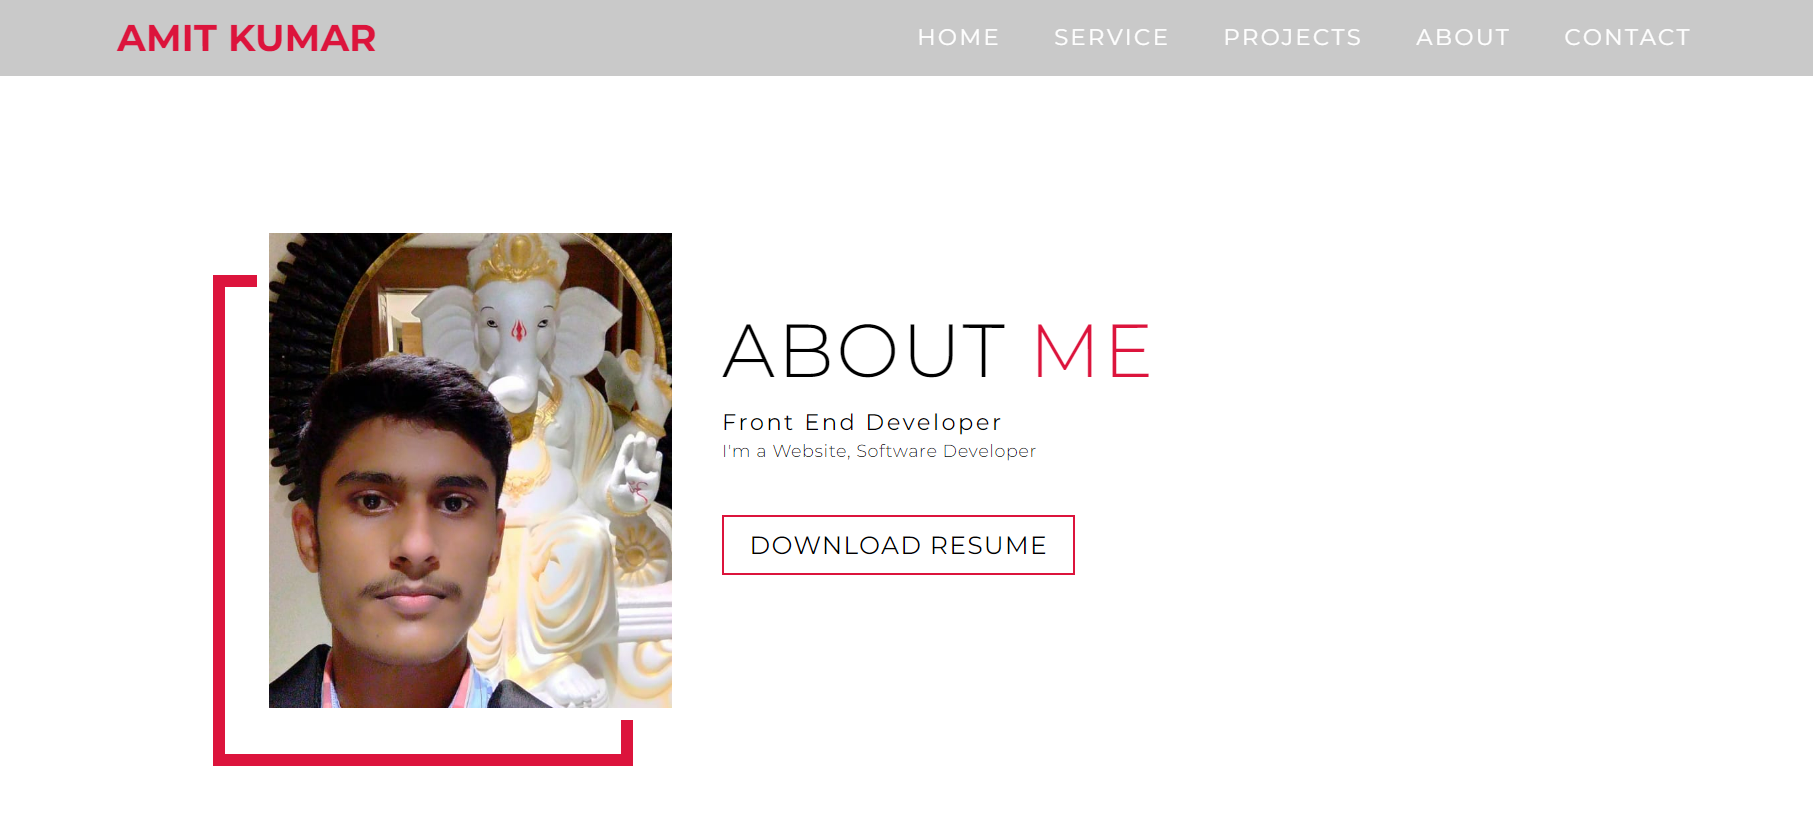 AMIT KUMAR
HOME SERVICE PROJECTS ABOUT CONTACT
ABOUT ME
Front End Developer
I'm a Website, Software Developer
DOWNLOAD RESUME